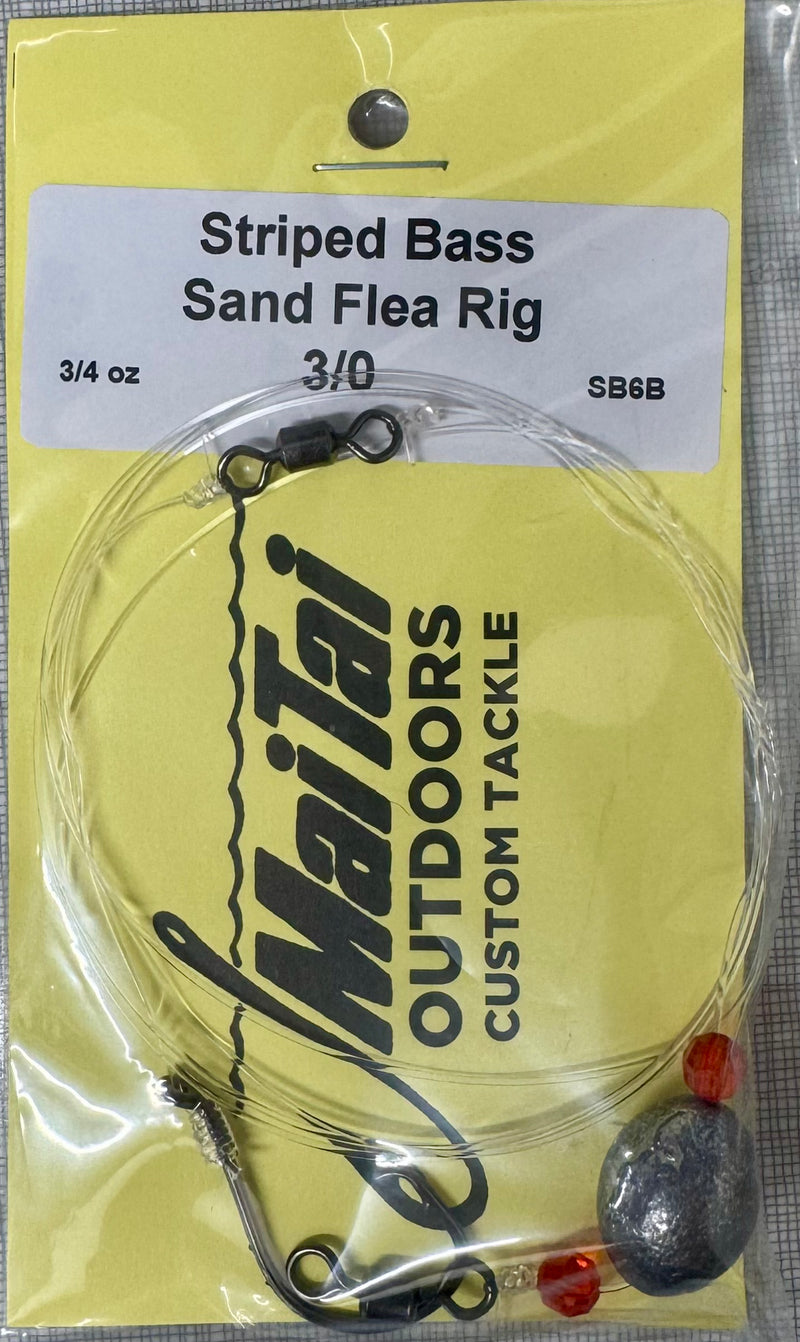 Striped Bass
Sand Flea Rig
3/4 oz 3/0 SB6B
MaiTai
OUTDOORS
CUSTOM TACKLE